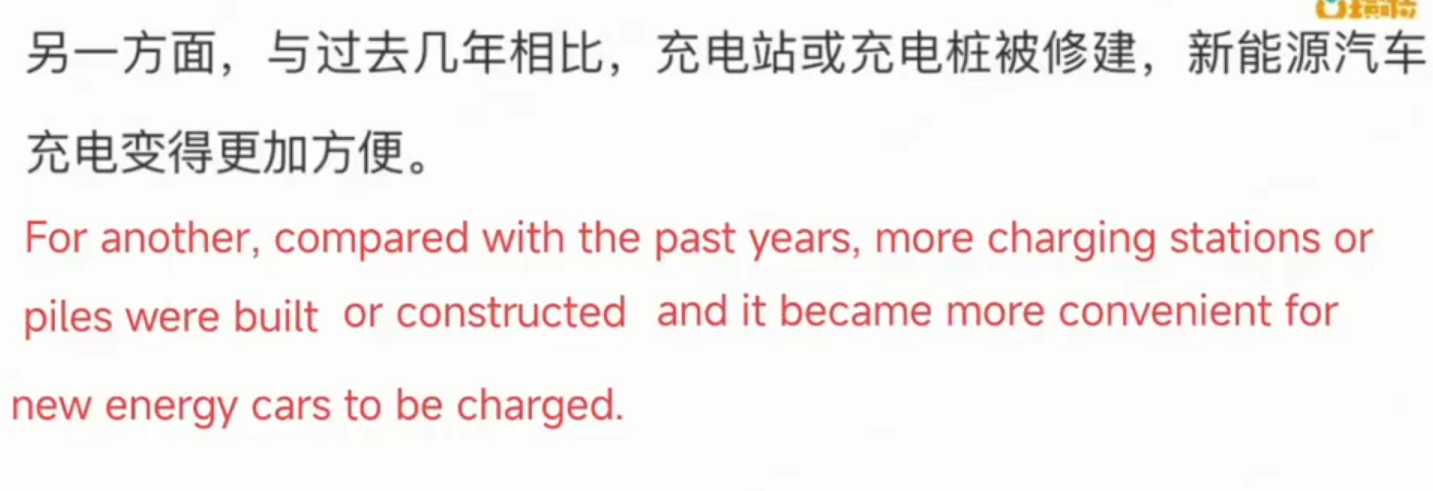 另一方面，与过去几年相比，充电站或充电桩被修建，新能源汽车
充电变得更加方便。
For another, compared with the past years, more charging stations or
piles were built or constructed and it became more convenient for
new energy cars to be charged.